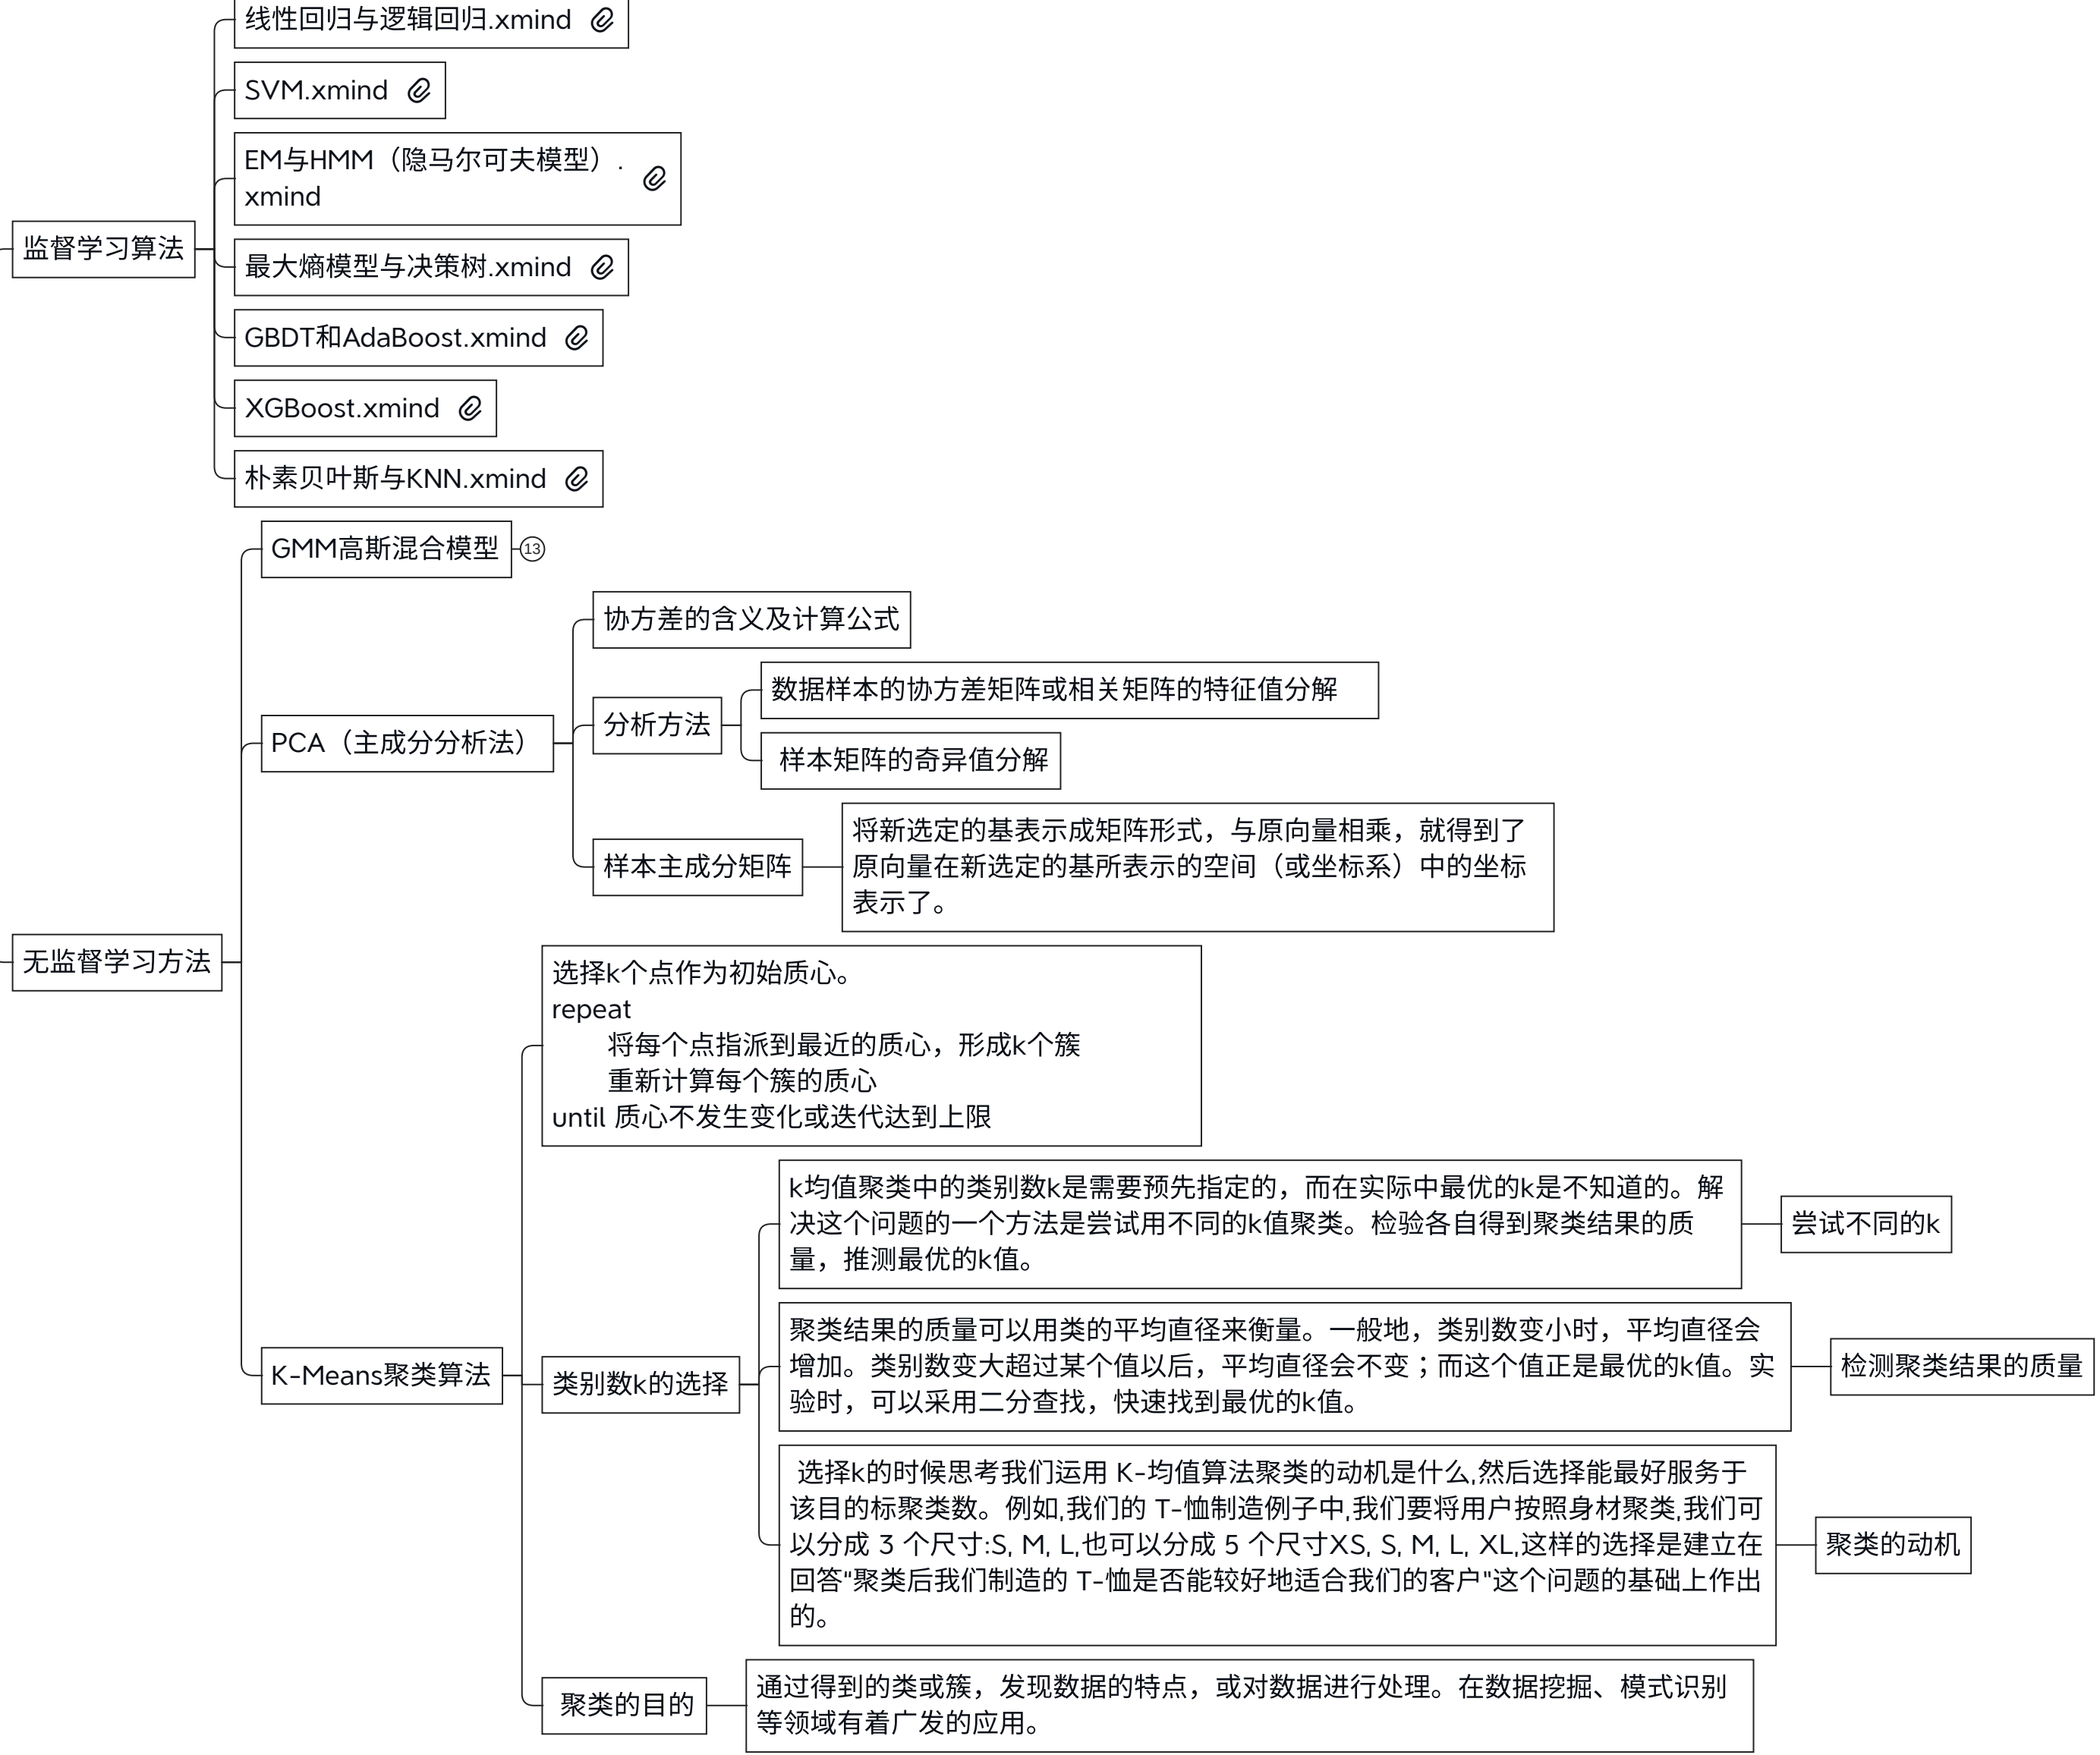 线性回归与逻辑回归.xmind
SVM.xmind
EM与HMM（隐马尔可夫模型）.
xmind
监督学习算法
最大熵模型与决策树.xmind
GBDT和AdaBoost.xmind
XGBoost.xmind
朴素贝叶斯与KNN.xmind
GMM高斯混合模型
13
协方差的含义及计算公式
数据样本的协方差矩阵或相关矩阵的特征值分解
分析方法
PCA（主成分分析法）
样本矩阵的奇异值分解
将新选定的基表示成矩阵形式，与原向量相乘，就得到了
样本主成分矩阵
原向量在新选定的基所表示的空间（或坐标系）中的坐标
表示了。
无监督学习方法
选择k个点作为初始质心。
repeat
将每个点指派到最近的质心，形成k个簇
重新计算每个簇的质心
until 质心不发生变化或迭代达到上限
k均值聚类中的类别数k是需要预先指定的，而在实际中最优的k是不知道的。解
决这个问题的一个方法是尝试用不同的k值聚类。检验各自得到聚类结果的质
量，推测最优的k值。
尝试不同的k
聚类结果的质量可以用类的平均直径来衡量。一般地，类别数变小时，平均直径会
增加。类别数变大超过某个值以后，平均直径会不变；而这个值正是最优的k值。实
验时，可以采用二分查找，快速找到最优的k值。
检测聚类结果的质量
K-Means聚类算法
类别数k的选择
选择k的时候思考我们运用 K-均值算法聚类的动机是什么,然后选择能最好服务于
该目的标聚类数。例如,我们的 T-恤制造例子中,我们要将用户按照身材聚类,我们可
以分成 3 个尺寸:S, M, L,也可以分成 5 个尺寸XS, S, M, L, XL,这样的选择是建立在
回答"聚类后我们制造的 T-恤是否能较好地适合我们的客户"这个问题的基础上作出
的。
聚类的动机
聚类的目的
通过得到的类或簇，发现数据的特点，或对数据进行处理。在数据挖掘、模式识别
等领域有着广发的应用。